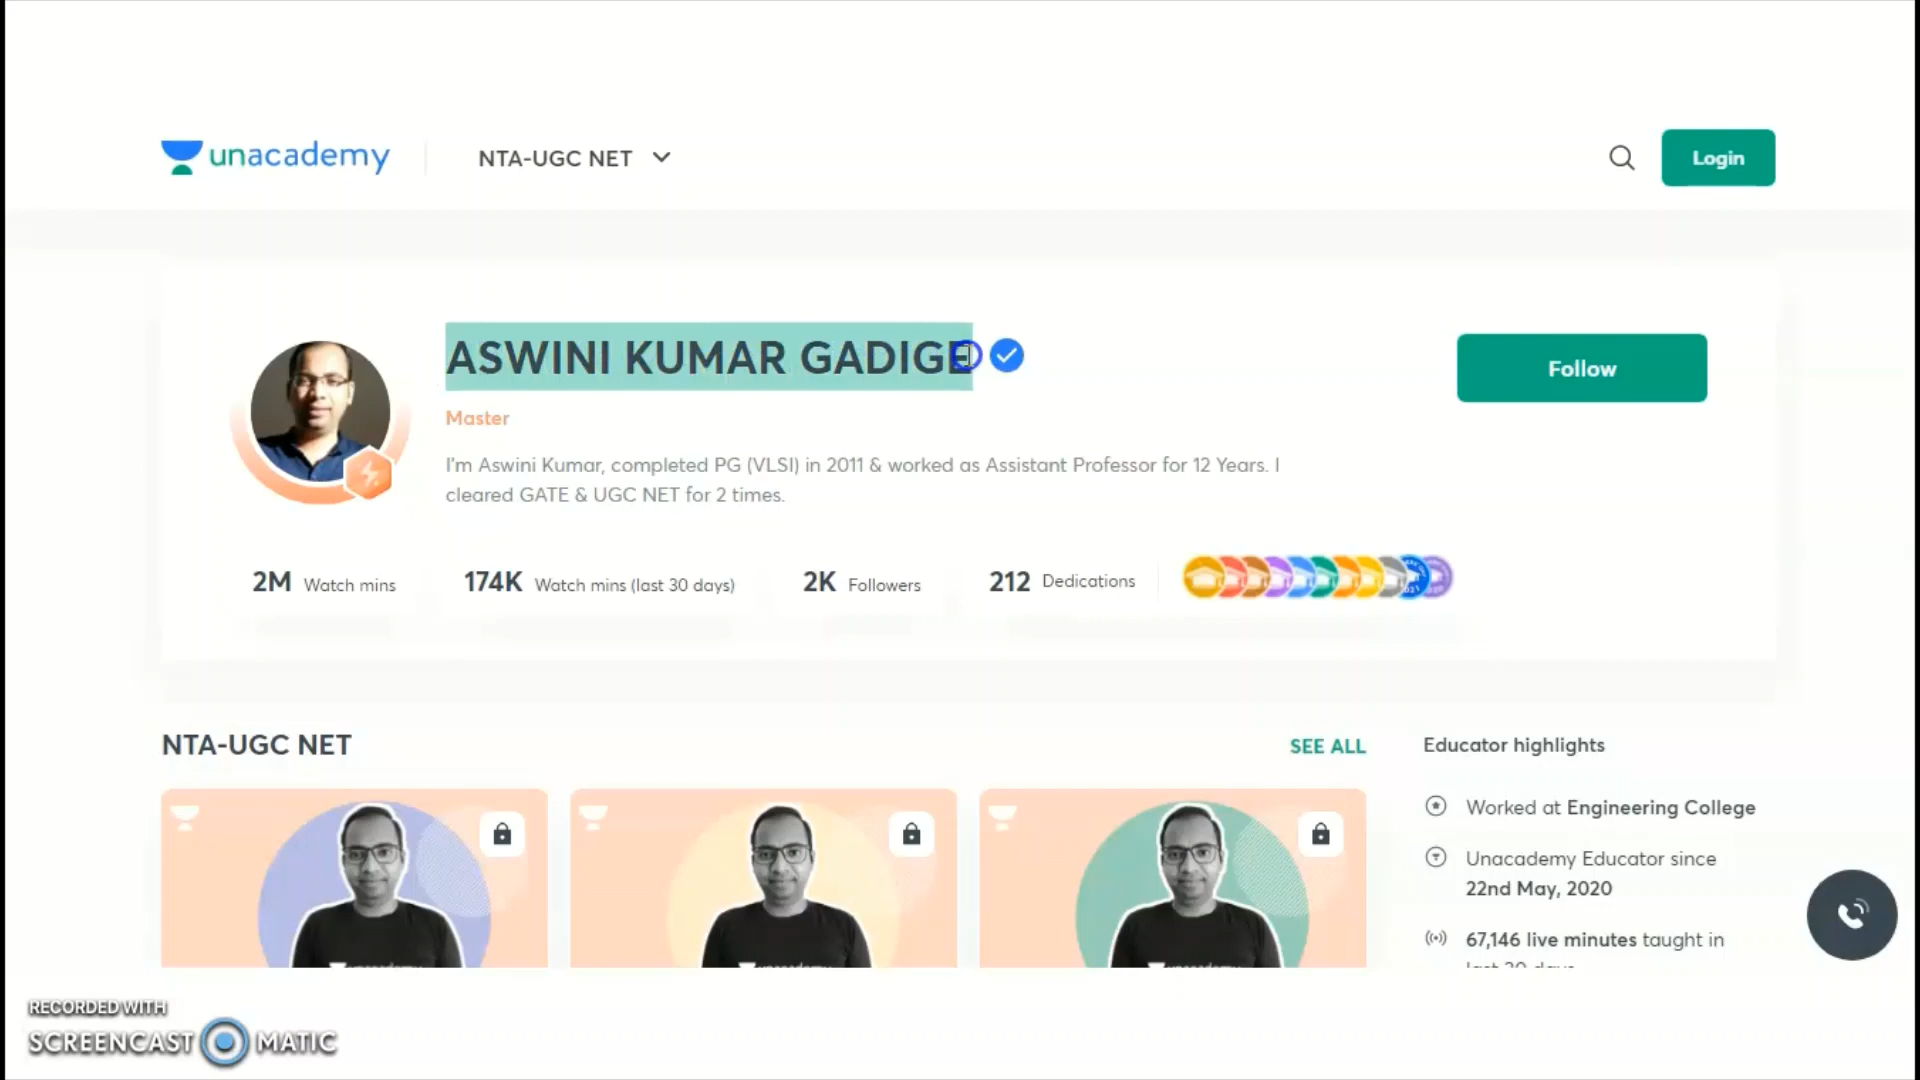 unacademy
NTA-UGC NET
Login
ASWINI KUMAR GADIGE
Follow
Master
I'm Aswini Kumar, completed PG (VLSI) in 2011 & worked as Assistant Professor for 12 Years. I
cleared GATE & UGC NET for 2 times.
2M Watch mins
174K Watch mins (last 30 days)
2K Followers
212 Dedications
NTA-UGC NET
SEE ALL
Educator highlights
Worked at Engineering College
Unacademy Educator since
22nd May, 2020
67,146 live minutes taught in
last 30 days
RECORDED WITH
SCREENCAST MATIC